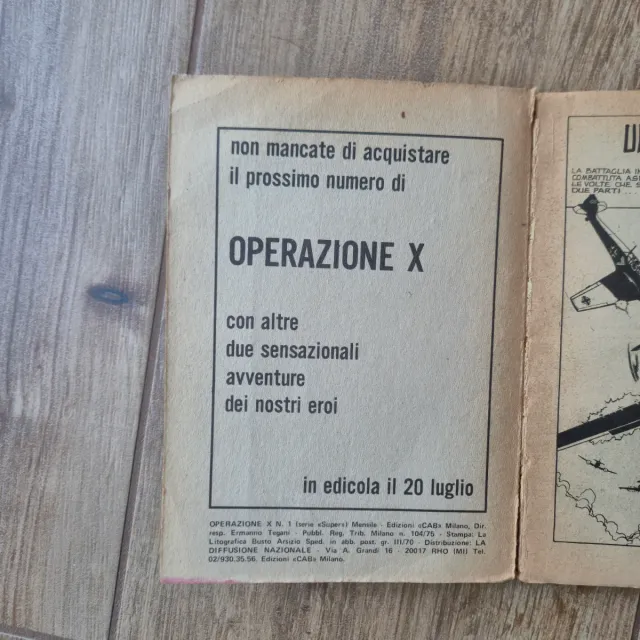 non mancate di acquistare
il prossimo numero di
OPERAZIONE X
con altre
due sensazionali
avventure
dei nostri eroi
in edicola il 20 luglio
OPERAZIONE X N. 1 (serie «Super») Mensile - Edizioni «CAB» Milano, Dir.
resp. Ermanno Tegani - Pubbl. Reg. Trib. Milano n. 104/75 - Stampa: La
Litografica Busto Arsizio Sped. in abb. post. gr. III/70 - Distribuzione: LA
DIFFUSIONE NAZIONALE - Via A. Grandi 16 - 20017 RHO (MI) Tel.
02/930.35.56. Edizioni «CAB» Milano.
LA BATTAGLIA IN
COMBATTUTA
LE VOLTE CHE
DUE PARTI...